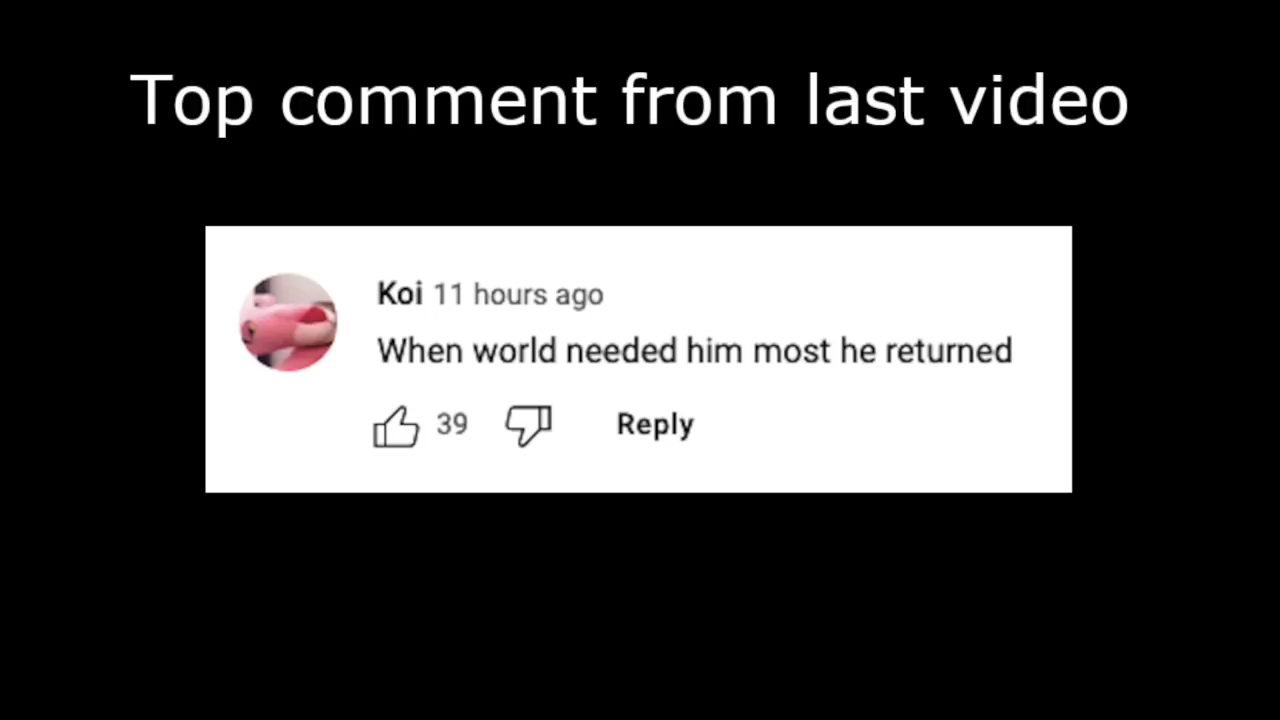 Top comment from last video
Koi 11 hours ago
When world needed him most he returned
39 Reply